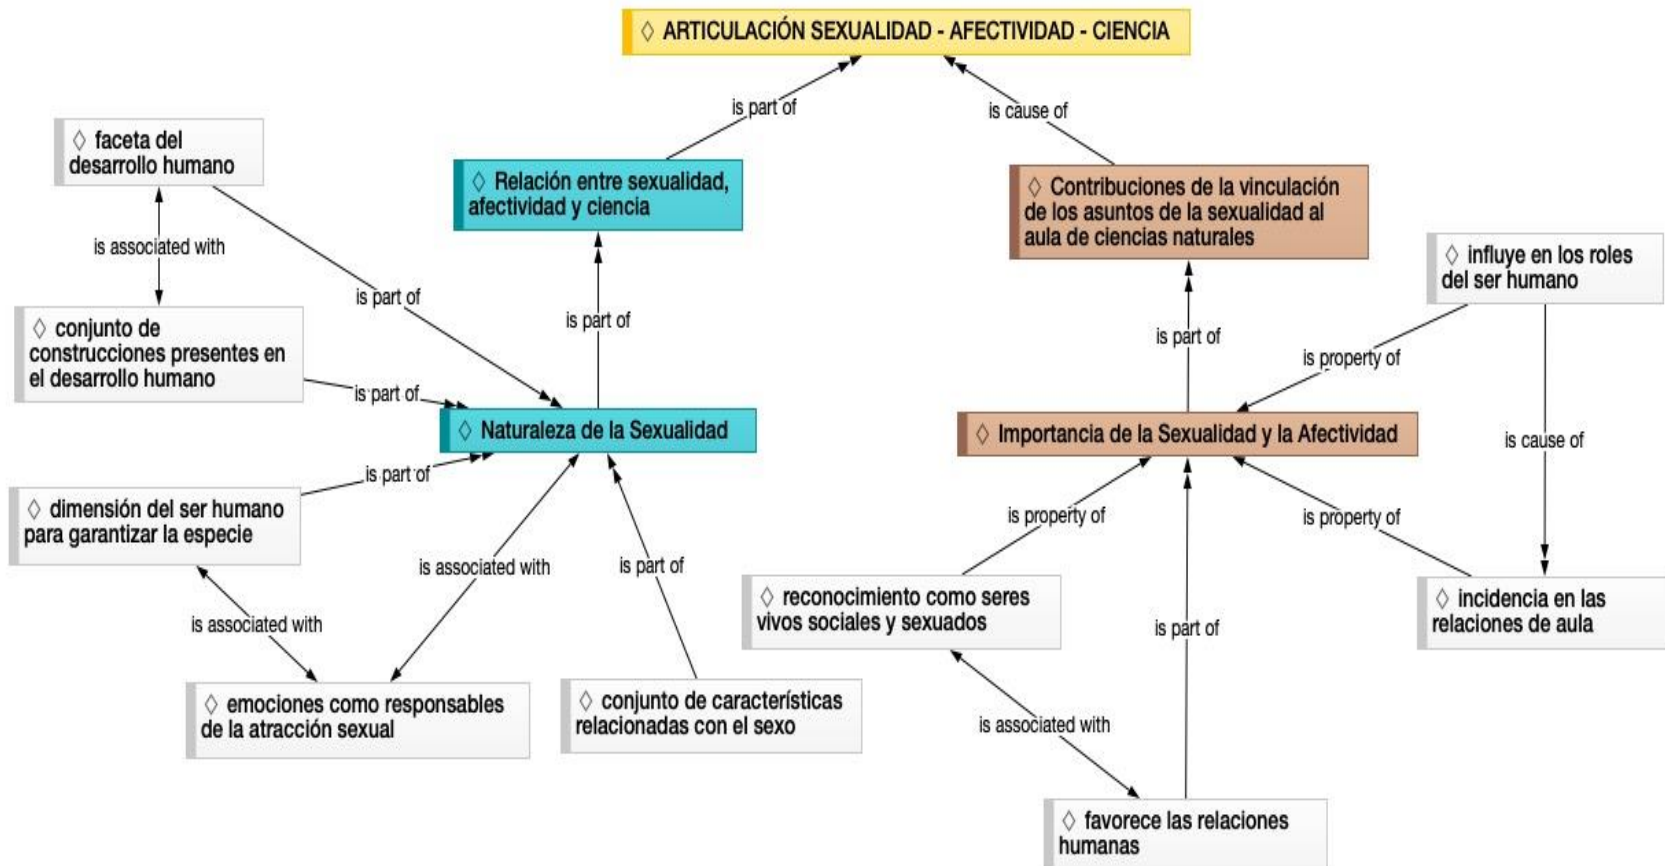 ◇ ARTICULACIÓN SEXUALIDAD - AFECTIVIDAD - CIENCIA
is part of
is cause of
◇ faceta del
desarrollo humano
◇ Relación entre sexualidad,
afectividad y ciencia
◇ Contribuciones de la vinculación
de los asuntos de la sexualidad al
aula de ciencias naturales
is associated with
◇ influye en los roles
del ser humano
is part of
◇ conjunto de
construcciones presentes en
el desarrollo humano
is part of
is part of
is property of
is part of
◇ Naturaleza de la Sexualidad
◇ Importancia de la Sexualidad y la Afectividad
is cause of
is part of
◇ dimensión del ser humano
para garantizar la especie
is property of
is property of
is associated with
is part of
◇ reconocimiento como seres
vivos sociales y sexuados
◇ incidencia en las
relaciones de aula
is associated with
is part of
◇ emociones como responsables
de la atracción sexual
◇ conjunto de características
relacionadas con el sexo
is associated with
◇ favorece las relaciones
humanas